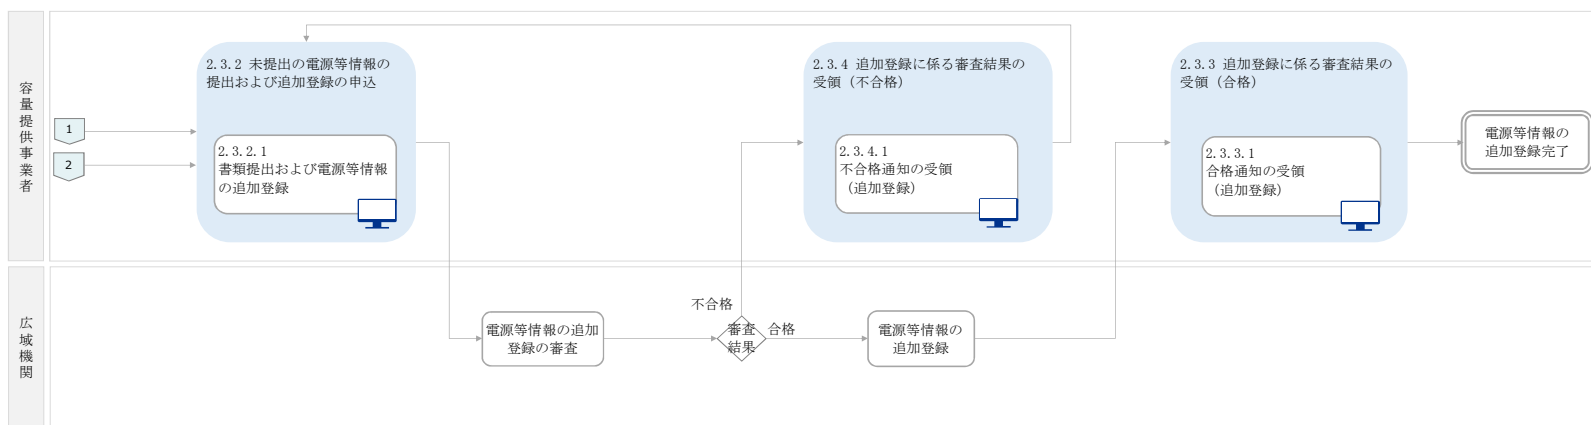 容量提供事業者
1
2
2.3.2 未提出の電源等情報の
提出および追加登録の申込
2.3.2.1
書類提出および電源等情報
の追加登録
2.3.4 追加登録に係る審査結果の
受領（不合格）
2.3.4.1
不合格通知の受領
（追加登録）
2.3.3 追加登録に係る審査結果の
受領（合格）
2.3.3.1
合格通知の受領
（追加登録）
電源等情報の
追加登録完了
広域機関
電源等情報の追加
登録の審査
不合格
審査
結果
合格
電源等情報の
追加登録